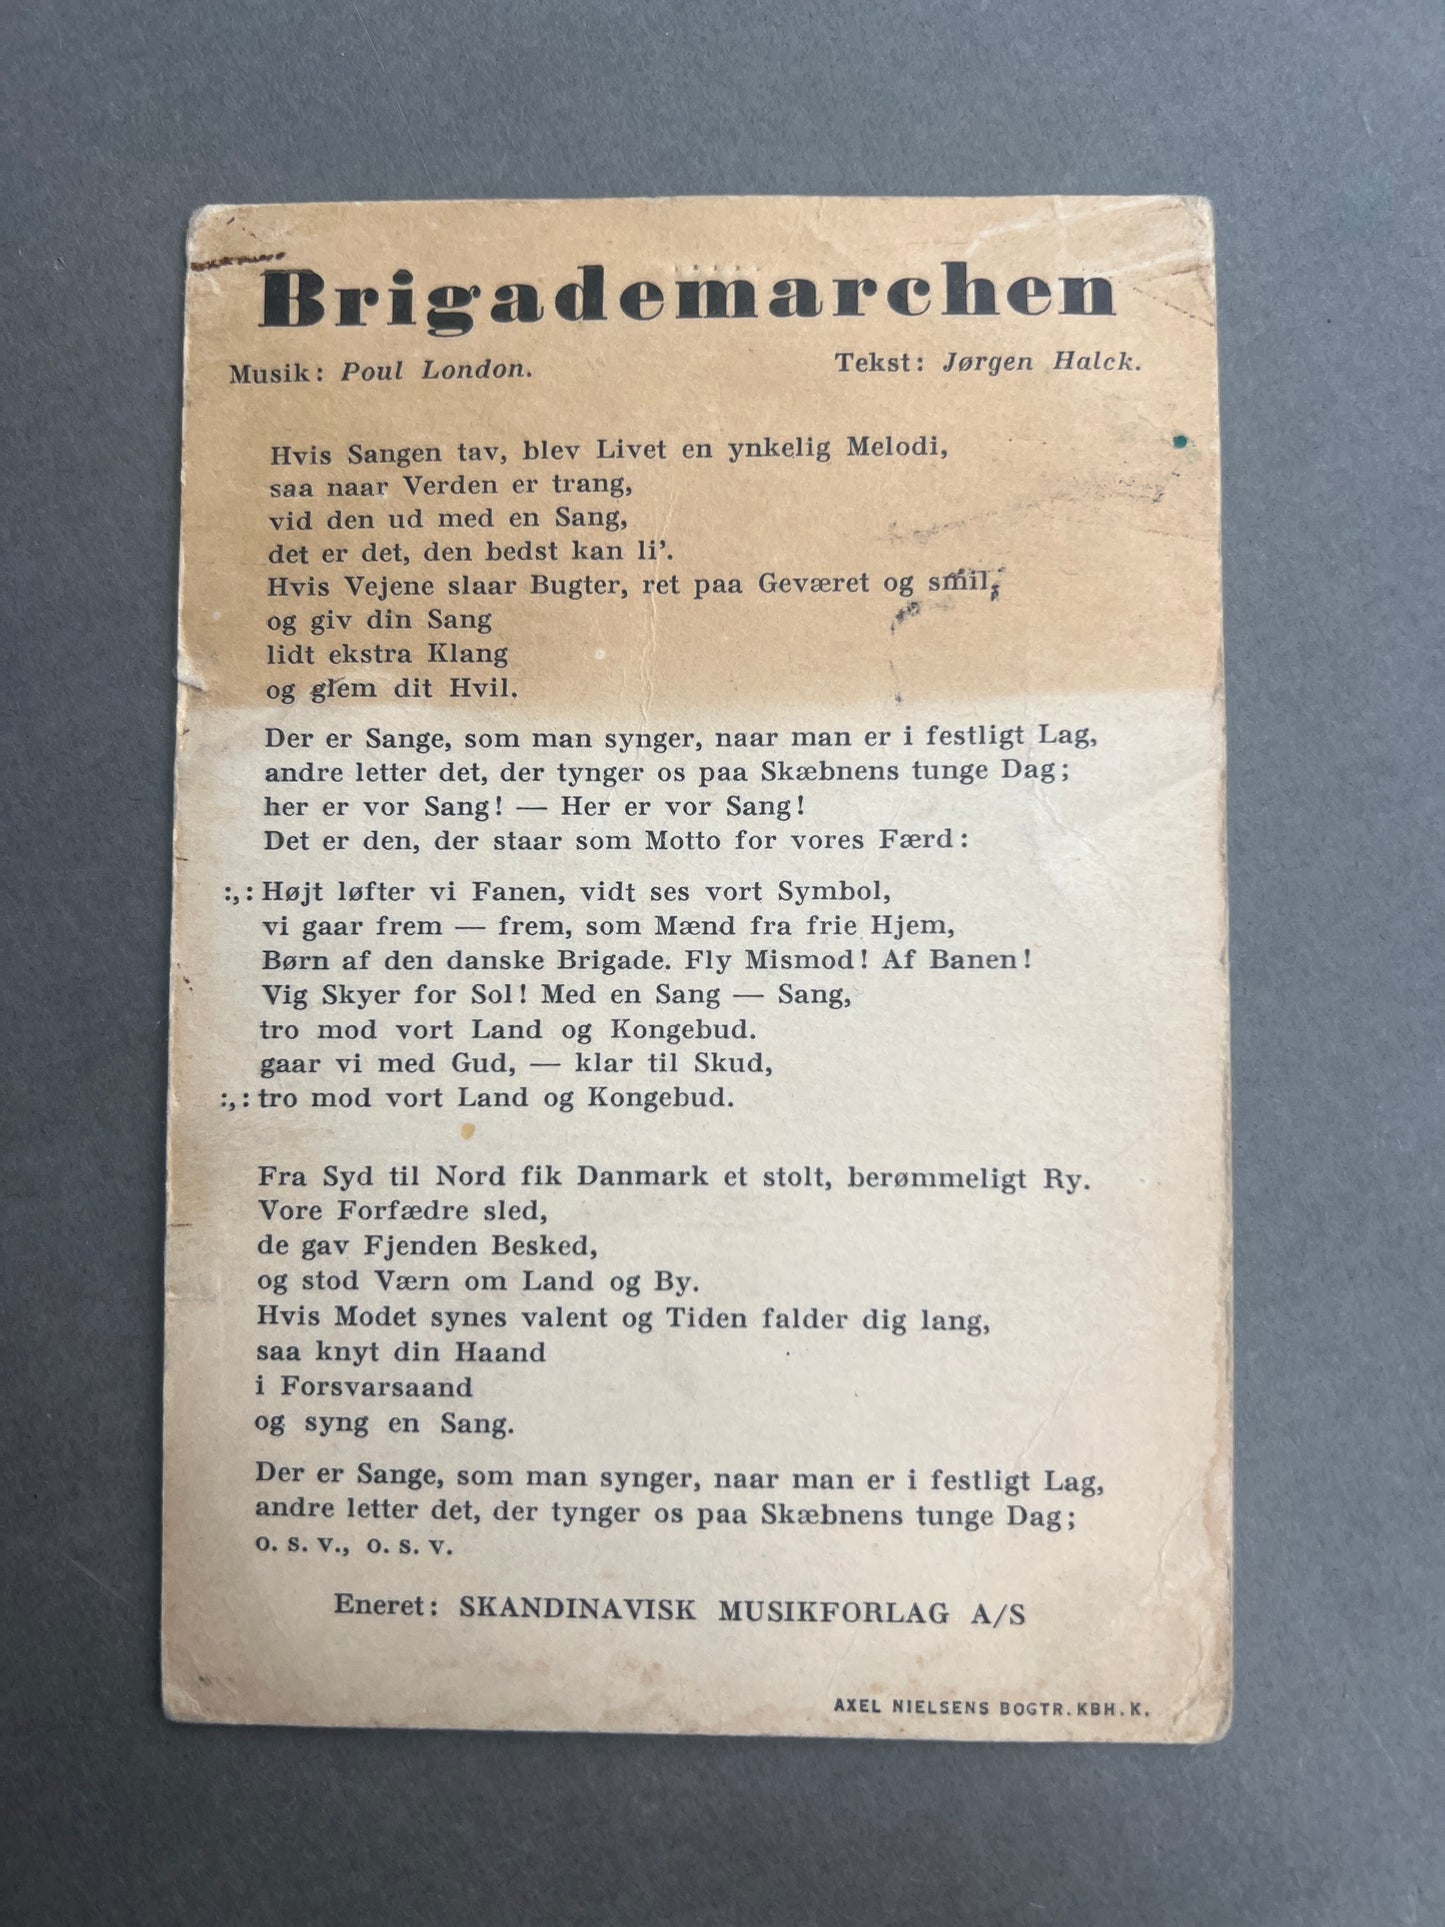 Brigademarchen
Musik: Poul London.
Tekst: Jørgen Halck.
Hvis Sangen tav, blev Livet en ynkelig Melodi,
saa naar Verden er trang,
vid den ud med en Sang,
det er det, den bedst kan li’.
Hvis Vejene slaar Bugter, ret paa Geværet og smil,
og giv din Sang
lidt ekstra Klang
og glem dit Hvil.
Der er Sange, som man synger, naar man er i festligt Lag,
andre letter det, der tynger os paa Skæbnens tunge Dag;
her er vor Sang! — Her er vor Sang!
Det er den, der staar som Motto for vores Færd:
:,: Højt løfter vi Fanen, vidt ses vort Symbol,
vi gaar frem — frem, som Mænd fra frie Hjem,
Børn af den danske Brigade. Fly Mismod! Af Banen!
Vig Skyer for Sol! Med en Sang — Sang,
tro mod vort Land og Kongebud.
gaar vi med Gud, — klar til Skud,
:,: tro mod vort Land og Kongebud.
Fra Syd til Nord fik Danmark et stolt, berømmeligt Ry.
Vore Forfædre sled,
de gav Fjenden Besked,
og stod Værn om Land og By.
Hvis Modet synes valent og Tiden falder dig lang,
saa knyt din Haand
i Forsvarsaand
og syng en Sang.
Der er Sange, som man synger, naar man er i festligt Lag,
andre letter det, der tynger os paa Skæbnens tunge Dag;
o. s. v., o. s. v.
Eneret: SKANDINAVISK MUSIKFORLAG A/S
AXEL NIELSENS BOGTR. KBH. K.